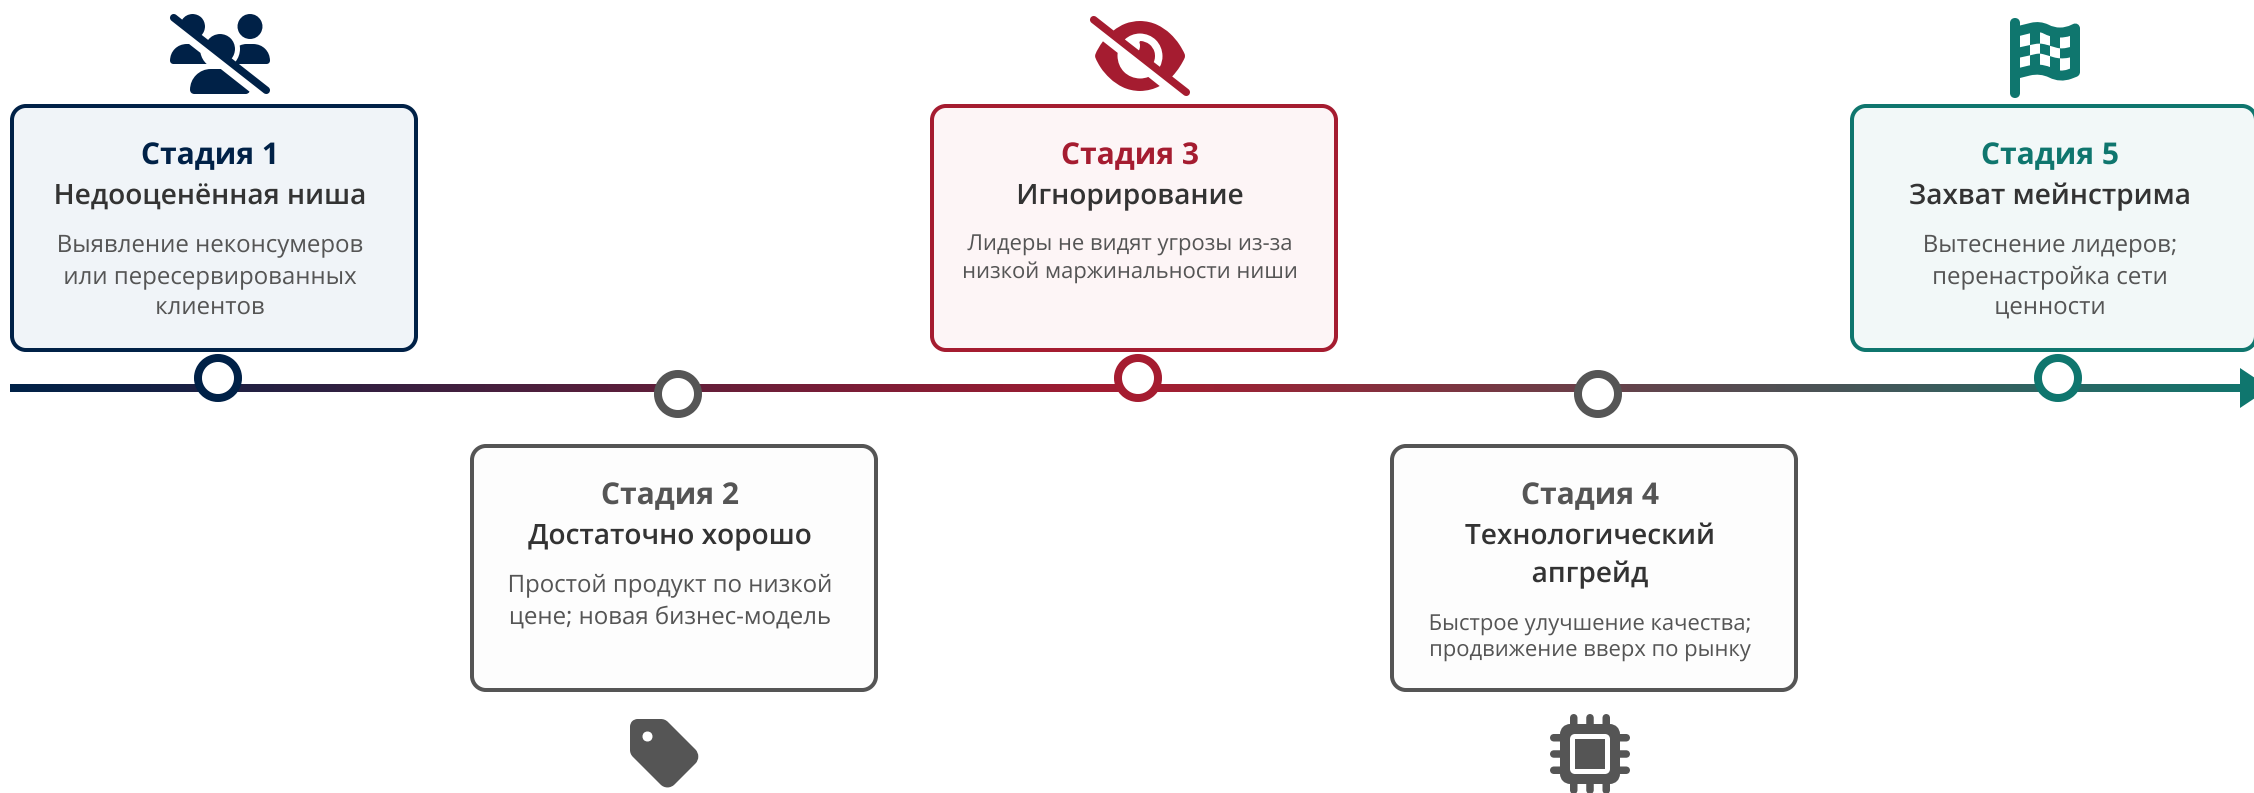 Стадия 1
Недооценённая ниша
Выявление неконсумеров
или пересервированных
клиентов
Стадия 2
Достаточно хорошо
Простой продукт по низкой
цене; новая бизнес-модель
Стадия 3
Игнорирование
Лидеры не видят угрозы из-за
низкой маржинальности ниши
Стадия 4
Технологический
апгрейд
Быстрое улучшение качества;
продвижение вверх по рынку
Стадия 5
Захват мейнстрима
Вытеснение лидеров;
перенастройка сети
ценности